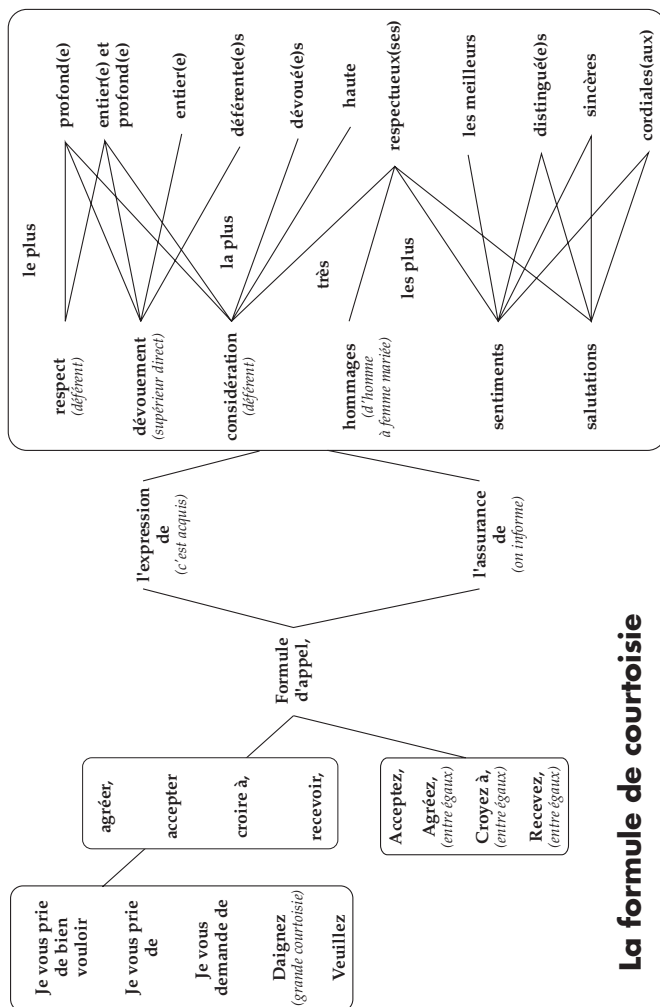 Je vous prie
de bien
vouloir
Je vous prie
de
Je vous
demande de
Daignez
(grande courtoisie)
Veuillez
agréer,
accepter
croire à,
recevoir,
Acceptez,
Agréez,
(entre égaux)
Croyez à,
(entre égaux)
Recevez,
(entre égaux)
Formule
d'appel,
l'expression
de
(c'est acquis)
l'assurance
de
(on informe)
respect
(déférent)
dévouement
(supérieur direct)
considération
(déférent)
hommages
(d'homme
à femme mariée)
sentiments
salutations
le plus
la plus
très
les plus
profond(e)
entier(e) et
profond(e)
entier(e)
déférente(e)s
dévoué(e)s
haute
respectueux(ses)
les meilleurs
distingué(e)s
sincères
cordiales(aux)
La formule de courtoisie